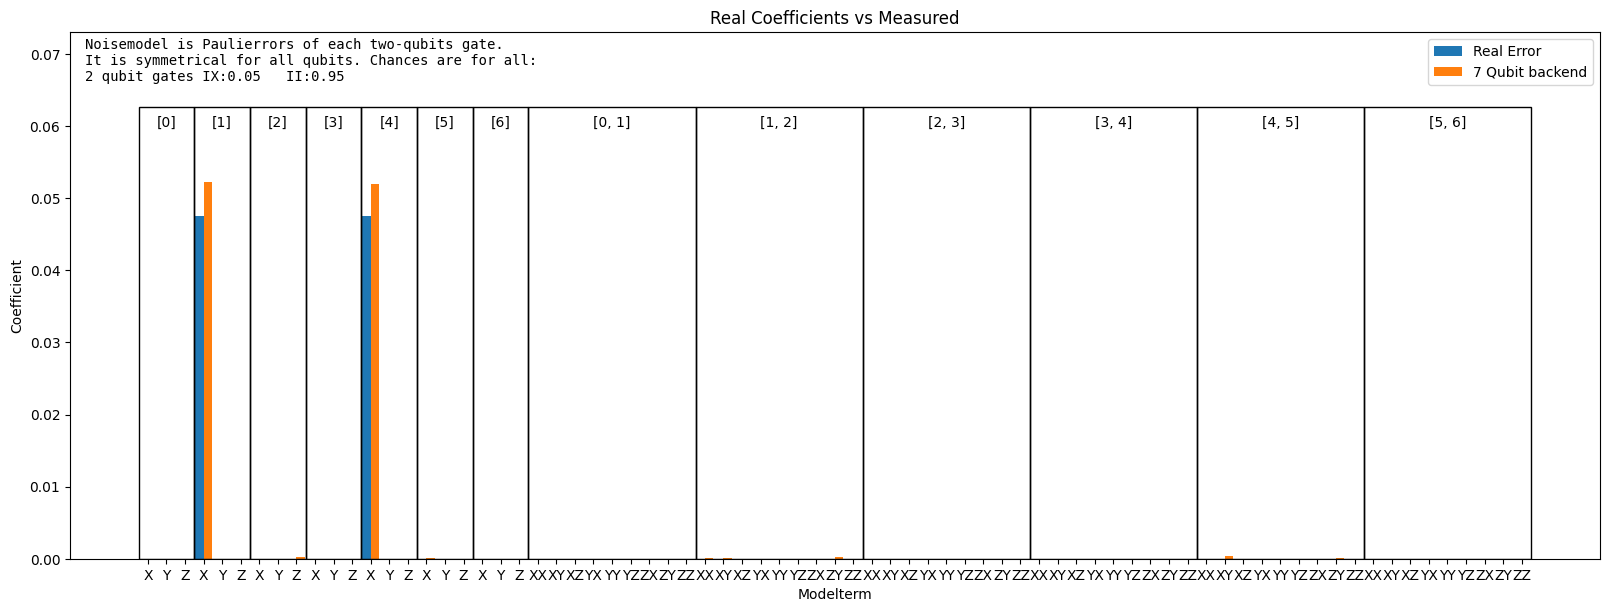 Real Coefficients vs Measured
Noisemodel is Paulierrors of each two-qubits gate.
It is symmetrical for all qubits. Chances are for all:
2 qubit gates IX:0.05   II:0.95
Real Error
7 Qubit backend
0.07
0.06
0.05
0.04
0.03
0.02
0.01
0.00
Coefficient
[0] [1] [2] [3] [4] [5] [6] [0, 1] [1, 2] [2, 3] [3, 4] [4, 5] [5, 6]
X Y Z X Y Z X Y Z X Y Z X Y Z X Y Z X Y Z XX XY XZ YX YY YZ ZX ZY ZZ XX XY XZ YX YY YZ ZX ZY ZZ XX XY XZ YX YY YZ ZX ZY ZZ XX XY XZ YX YY YZ ZX ZY ZZ XX XY XZ YX YY YZ ZX ZY ZZ XX XY XZ YX YY YZ ZX ZY ZZ
Modelterm